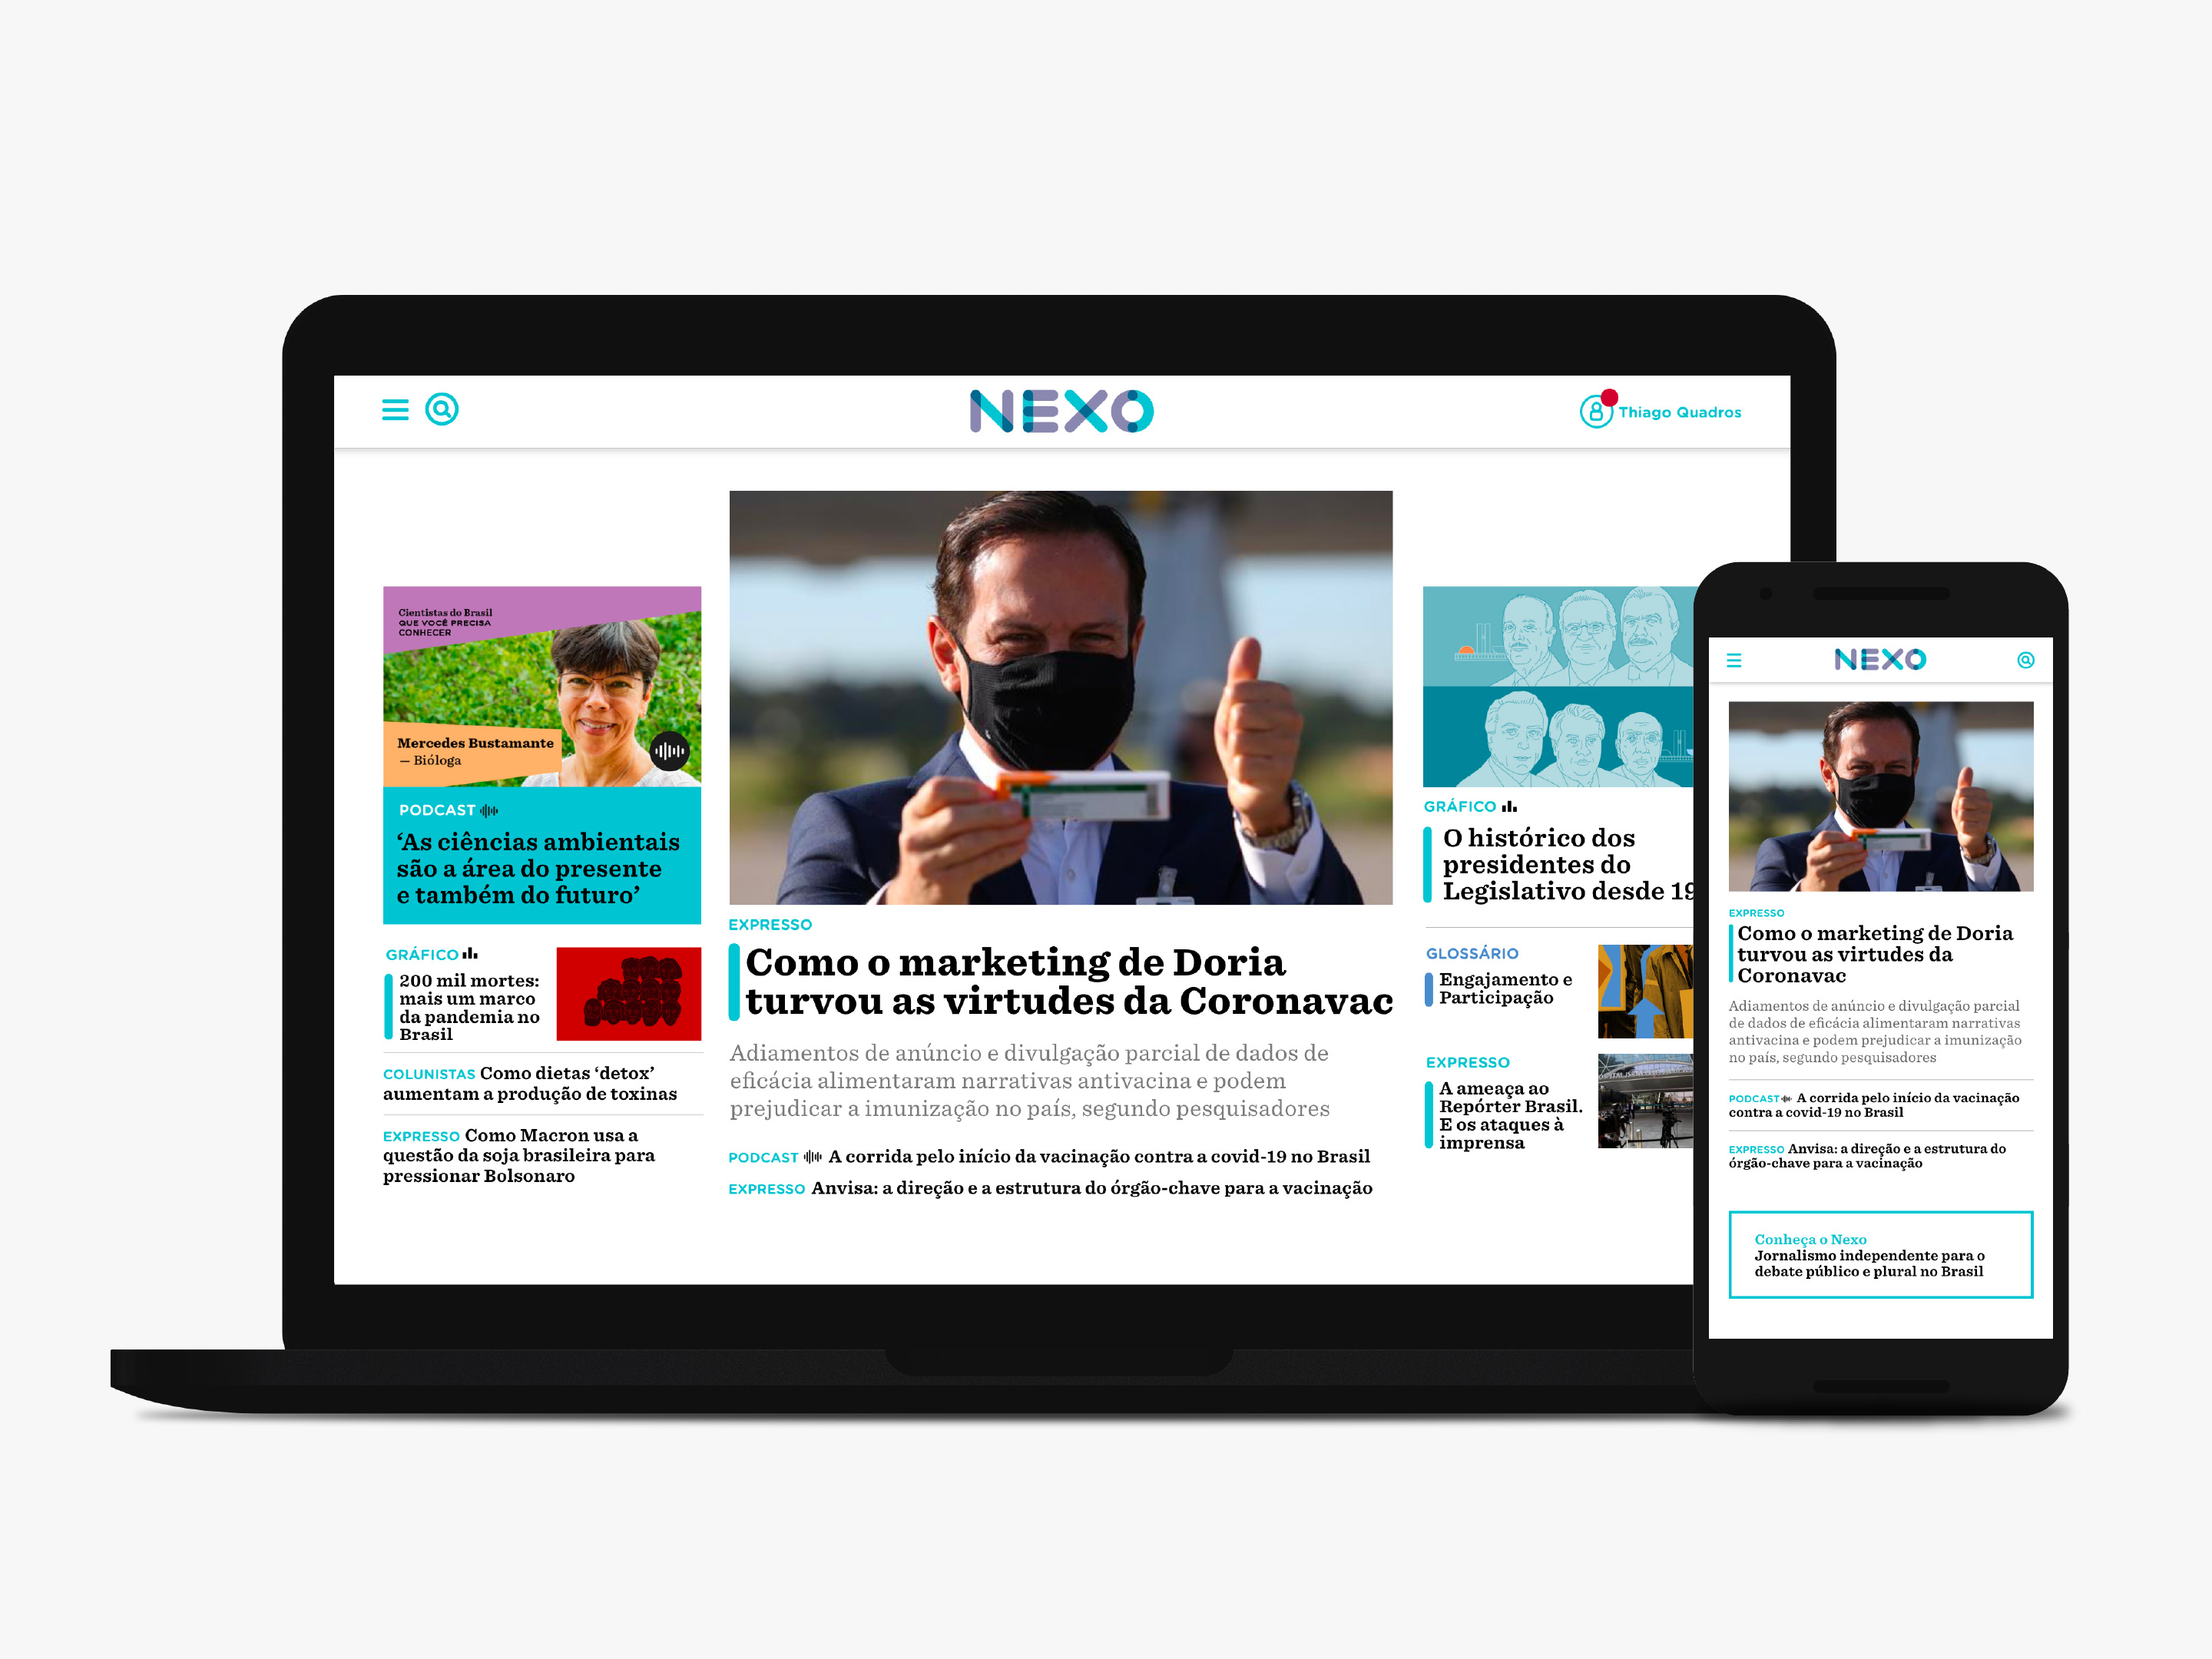 NEXO
Thiago Quadros
Cientistas do Brasil
QUE VOCÊ PRECISA
CONHECER
Mercedes Bustamante
— Bióloga
PODCAST
‘As ciências ambientais
são a área do presente
e também do futuro’
GRÁFICO
200 mil mortes:
mais um marco
da pandemia no
Brasil
COLUNISTAS Como dietas ‘detox’
aumentam a produção de toxinas
EXPRESSO Como Macron usa a
questão da soja brasileira para
pressionar Bolsonaro
EXPRESSO
Como o marketing de Doria
turvou as virtudes da Coronavac
Adiamentos de anúncio e divulgação parcial de dados de
eficácia alimentaram narrativas antivacina e podem
prejudicar a imunização no país, segundo pesquisadores
PODCAST A corrida pelo início da vacinação contra a covid-19 no Brasil
EXPRESSO Anvisa: a direção e a estrutura do órgão-chave para a vacinação
GRÁFICO
O histórico dos
presidentes do
Legislativo desde 19
GLOSSÁRIO
Engajamento e
Participação
EXPRESSO
A ameaça ao
Repórter Brasil.
E os ataques à
imprensa
NEXO
EXPRESSO
Como o marketing de Doria
turvou as virtudes da
Coronavac
Adiamentos de anúncio e divulgação parcial
de dados de eficácia alimentaram narrativas
antivacina e podem prejudicar a imunização
no país, segundo pesquisadores
PODCAST A corrida pelo início da vacinação
contra a covid-19 no Brasil
EXPRESSO Anvisa: a direção e a estrutura do
órgão-chave para a vacinação
Conheça o Nexo
Jornalismo independente para o
debate público e plural no Brasil